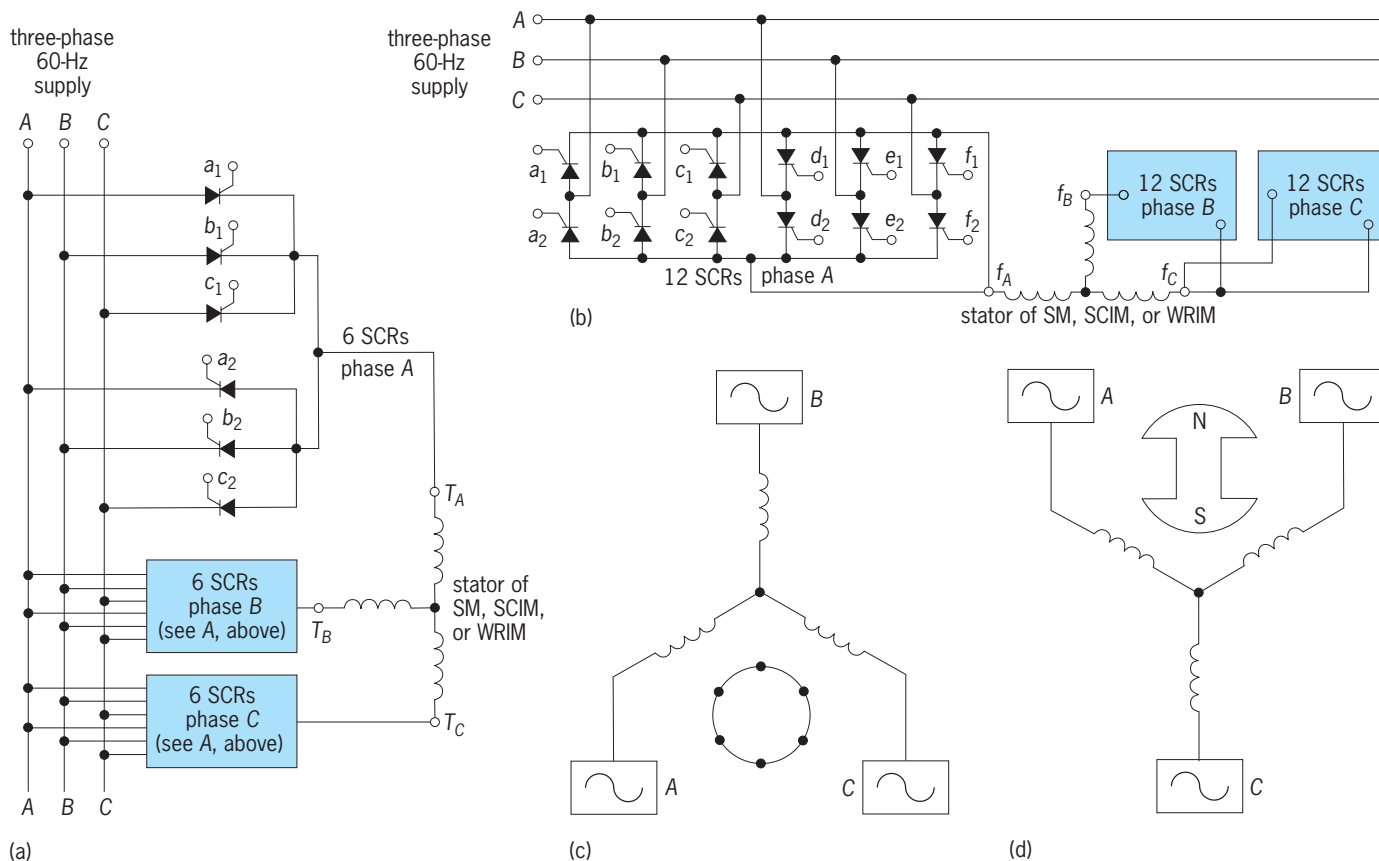 three-phase
60-Hz
supply
A B C
a1
b1
c1
6 SCRs
phase A
a2
b2
c2
TA
6 SCRs
phase B
(see A, above)
TB
stator of
SM, SCIM,
or WRIM
6 SCRs
phase C
(see A, above)
TC
A B C
(a)
three-phase
60-Hz
supply
A
B
C
a1 b1 c1 d1 e1 f1
a2 b2 c2 d2 e2 f2
12 SCRs phase A
fA
fB
12 SCRs
phase B
12 SCRs
phase C
fC
stator of SM, SCIM, or WRIM
(b)
B
A
C
(c)
A
B
N
S
C
(d)